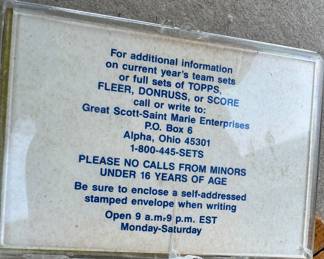 For additional information
on current year's team sets
or full sets of TOPPS,
FLEER, DONRUSS, or SCORE
call or write to:
Great Scott-Saint Marie Enterprises
P.O. Box 6
Alpha, Ohio 45301
1-800-445-SETS
PLEASE NO CALLS FROM MINORS
UNDER 16 YEARS OF AGE
Be sure to enclose a self-addressed
stamped envelope when writing
Open 9 a.m.-9 p.m. EST
Monday-Saturday